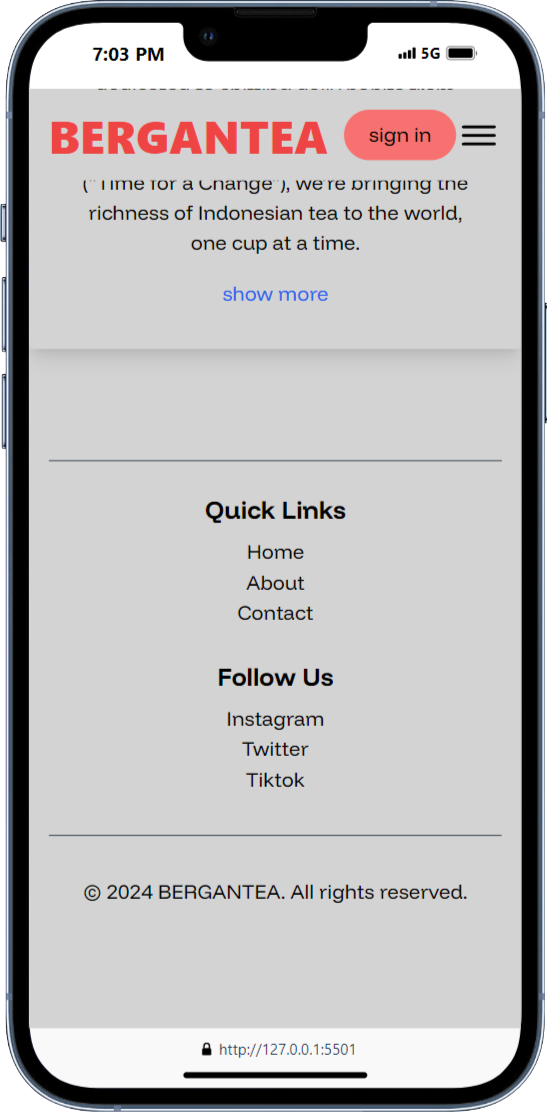 7:03 PM
5G
BERGANTEA
sign in
("Time for a Change"), we're bringing the
richness of Indonesian tea to the world,
one cup at a time.
show more
Quick Links
Home
About
Contact
Follow Us
Instagram
Twitter
Tiktok
© 2024 BERGANTEA. All rights reserved.
http://127.0.0.1:5501